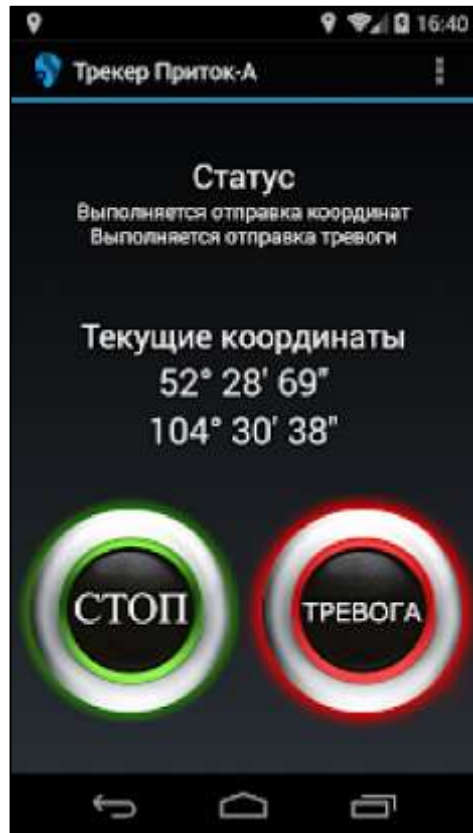 16:40
Трекер Приток-А
Статус
Выполняется отправка координат
Выполняется отправка тревоги
Текущие координаты
52° 28' 69"
104° 30' 38"
СТОП
ТРЕВОГА